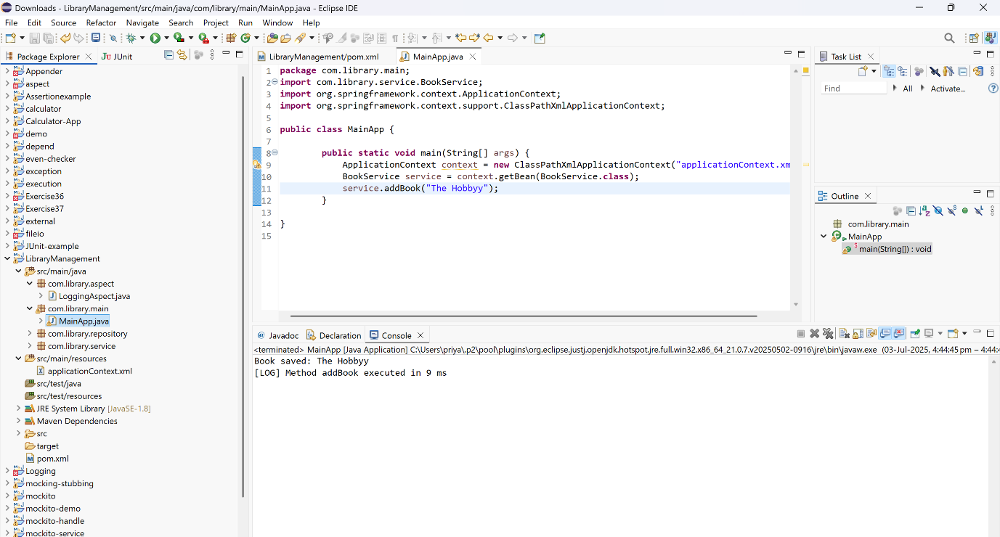 Downloads - LibraryManagement/src/main/java/com/library/main/MainApp.java - Eclipse IDE
File Edit Source Refactor Navigate Search Project Run Window Help
Package Explorer
JUnit
Appender
aspect
Assertionexample
calculator
Calculator-App
demo
depend
even-checker
exception
execution
Exercise36
Exercise37
external
fileio
JUnit-example
LibraryManagement
src/main/java
com.library.aspect
LoggingAspect.java
com.library.main
MainApp.java
com.library.repository
com.library.service
src/main/resources
applicationContext.xml
src/test/java
src/test/resources
JRE System Library [JavaSE-1.8]
Maven Dependencies
src
target
pom.xml
Logging
mocking-stubbing
mockito
mockito-demo
mockito-handle
mockito-service
LibraryManagement/pom.xml
MainApp.java
1 package com.library.main;
2 import com.library.service.BookService;
3 import org.springframework.context.ApplicationContext;
4 import org.springframework.context.support.ClassPathXmlApplicationContext;
5
6 public class MainApp {
7
8 public static void main(String[] args) {
9 ApplicationContext context = new ClassPathXmlApplicationContext("applicationContext.xm
10 BookService service = context.getBean(BookService.class);
11 service.addBook("The Hobbyy");
12 }
13
14 }
15
Task List
Find All Activate...
Outline
com.library.main
MainApp
main(String[]) : void
Javadoc
Declaration
Console
<terminated> MainApp [Java Application] C:\Users\priya\.p2\pool\plugins\org.eclipse.justj.openjdk.hotspot.jre.full.win32.x86_64_21.0.7.v20250502-0916\jre\bin\javaw.exe (03-Jul-2025, 4:44:45 pm – 4:44:4
Book saved: The Hobbyy
[LOG] Method addBook executed in 9 ms